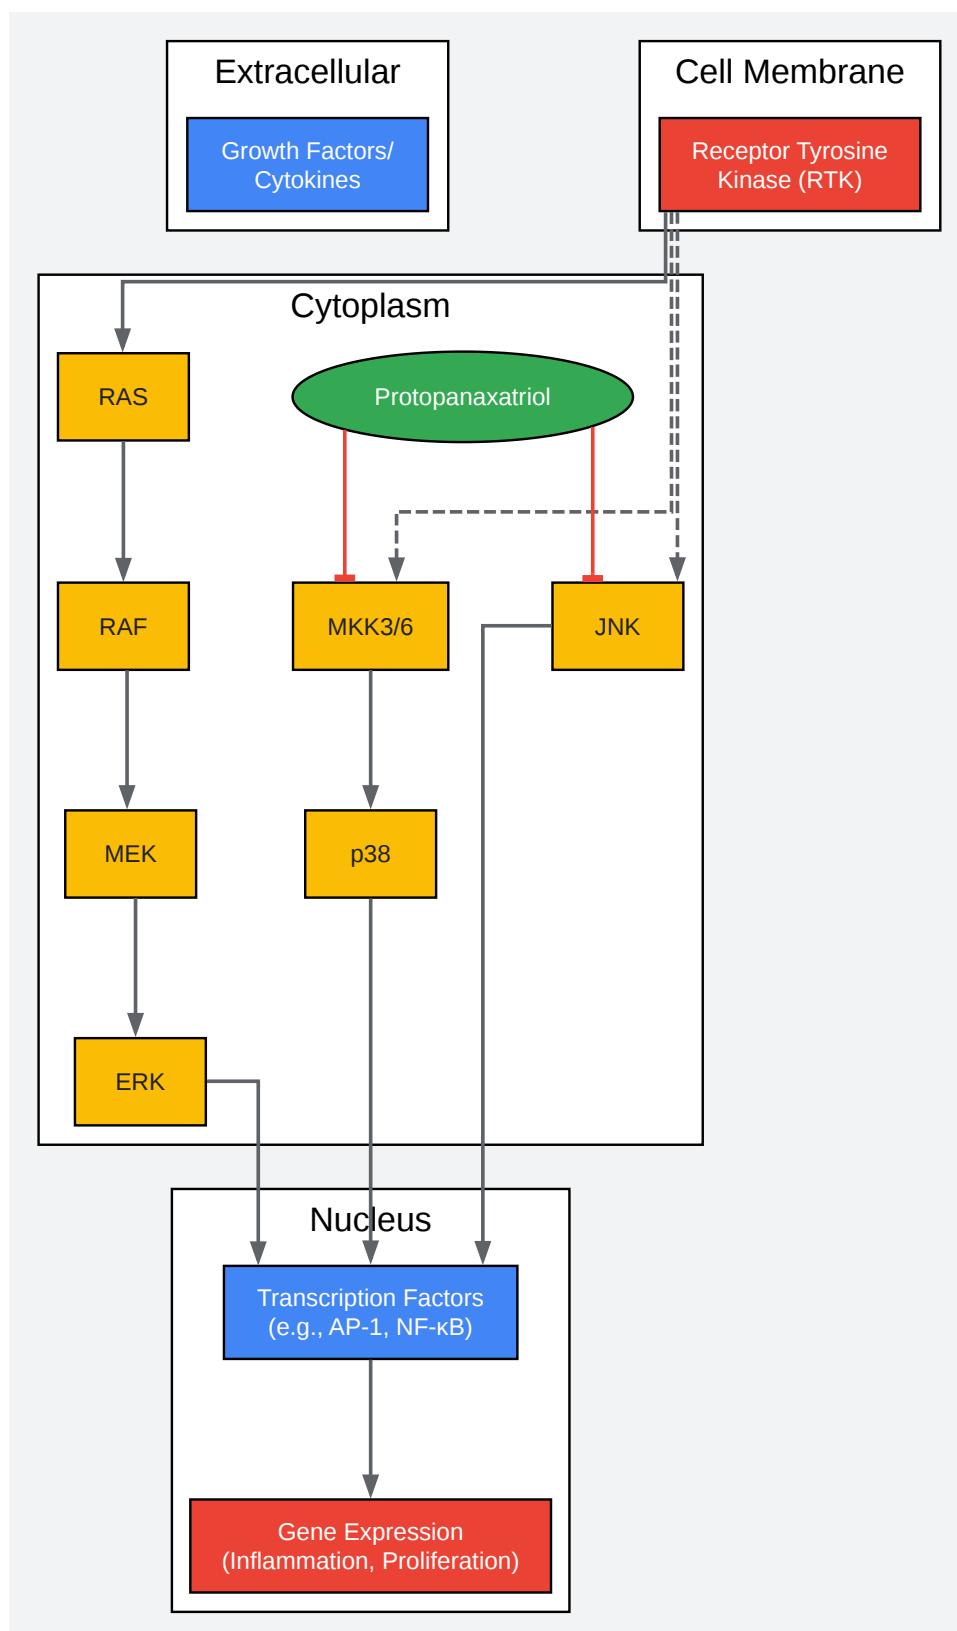 Extracellular
Growth Factors/
Cytokines
Cell Membrane
Receptor Tyrosine
Kinase (RTK)
Cytoplasm
RAS
Protopanaxatriol
RAF
MKK3/6
JNK
MEK
p38
ERK
Nucleus
Transcription Factors
(e.g., AP-1, NF-κB)
Gene Expression
(Inflammation, Proliferation)